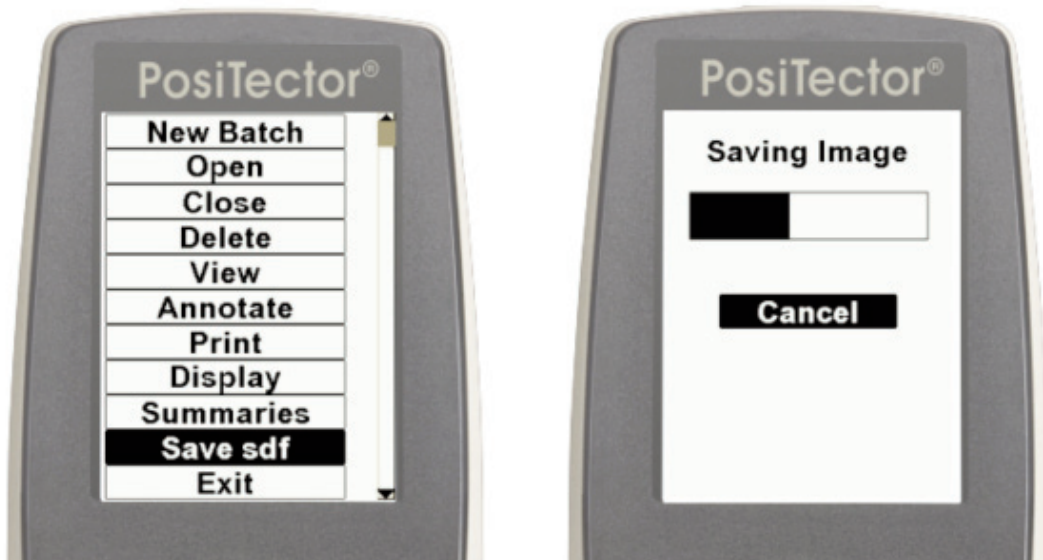 PosiTector®
New Batch
Open
Close
Delete
View
Annotate
Print
Display
Summaries
Save sdf
Exit
PosiTector®
Saving Image
Cancel